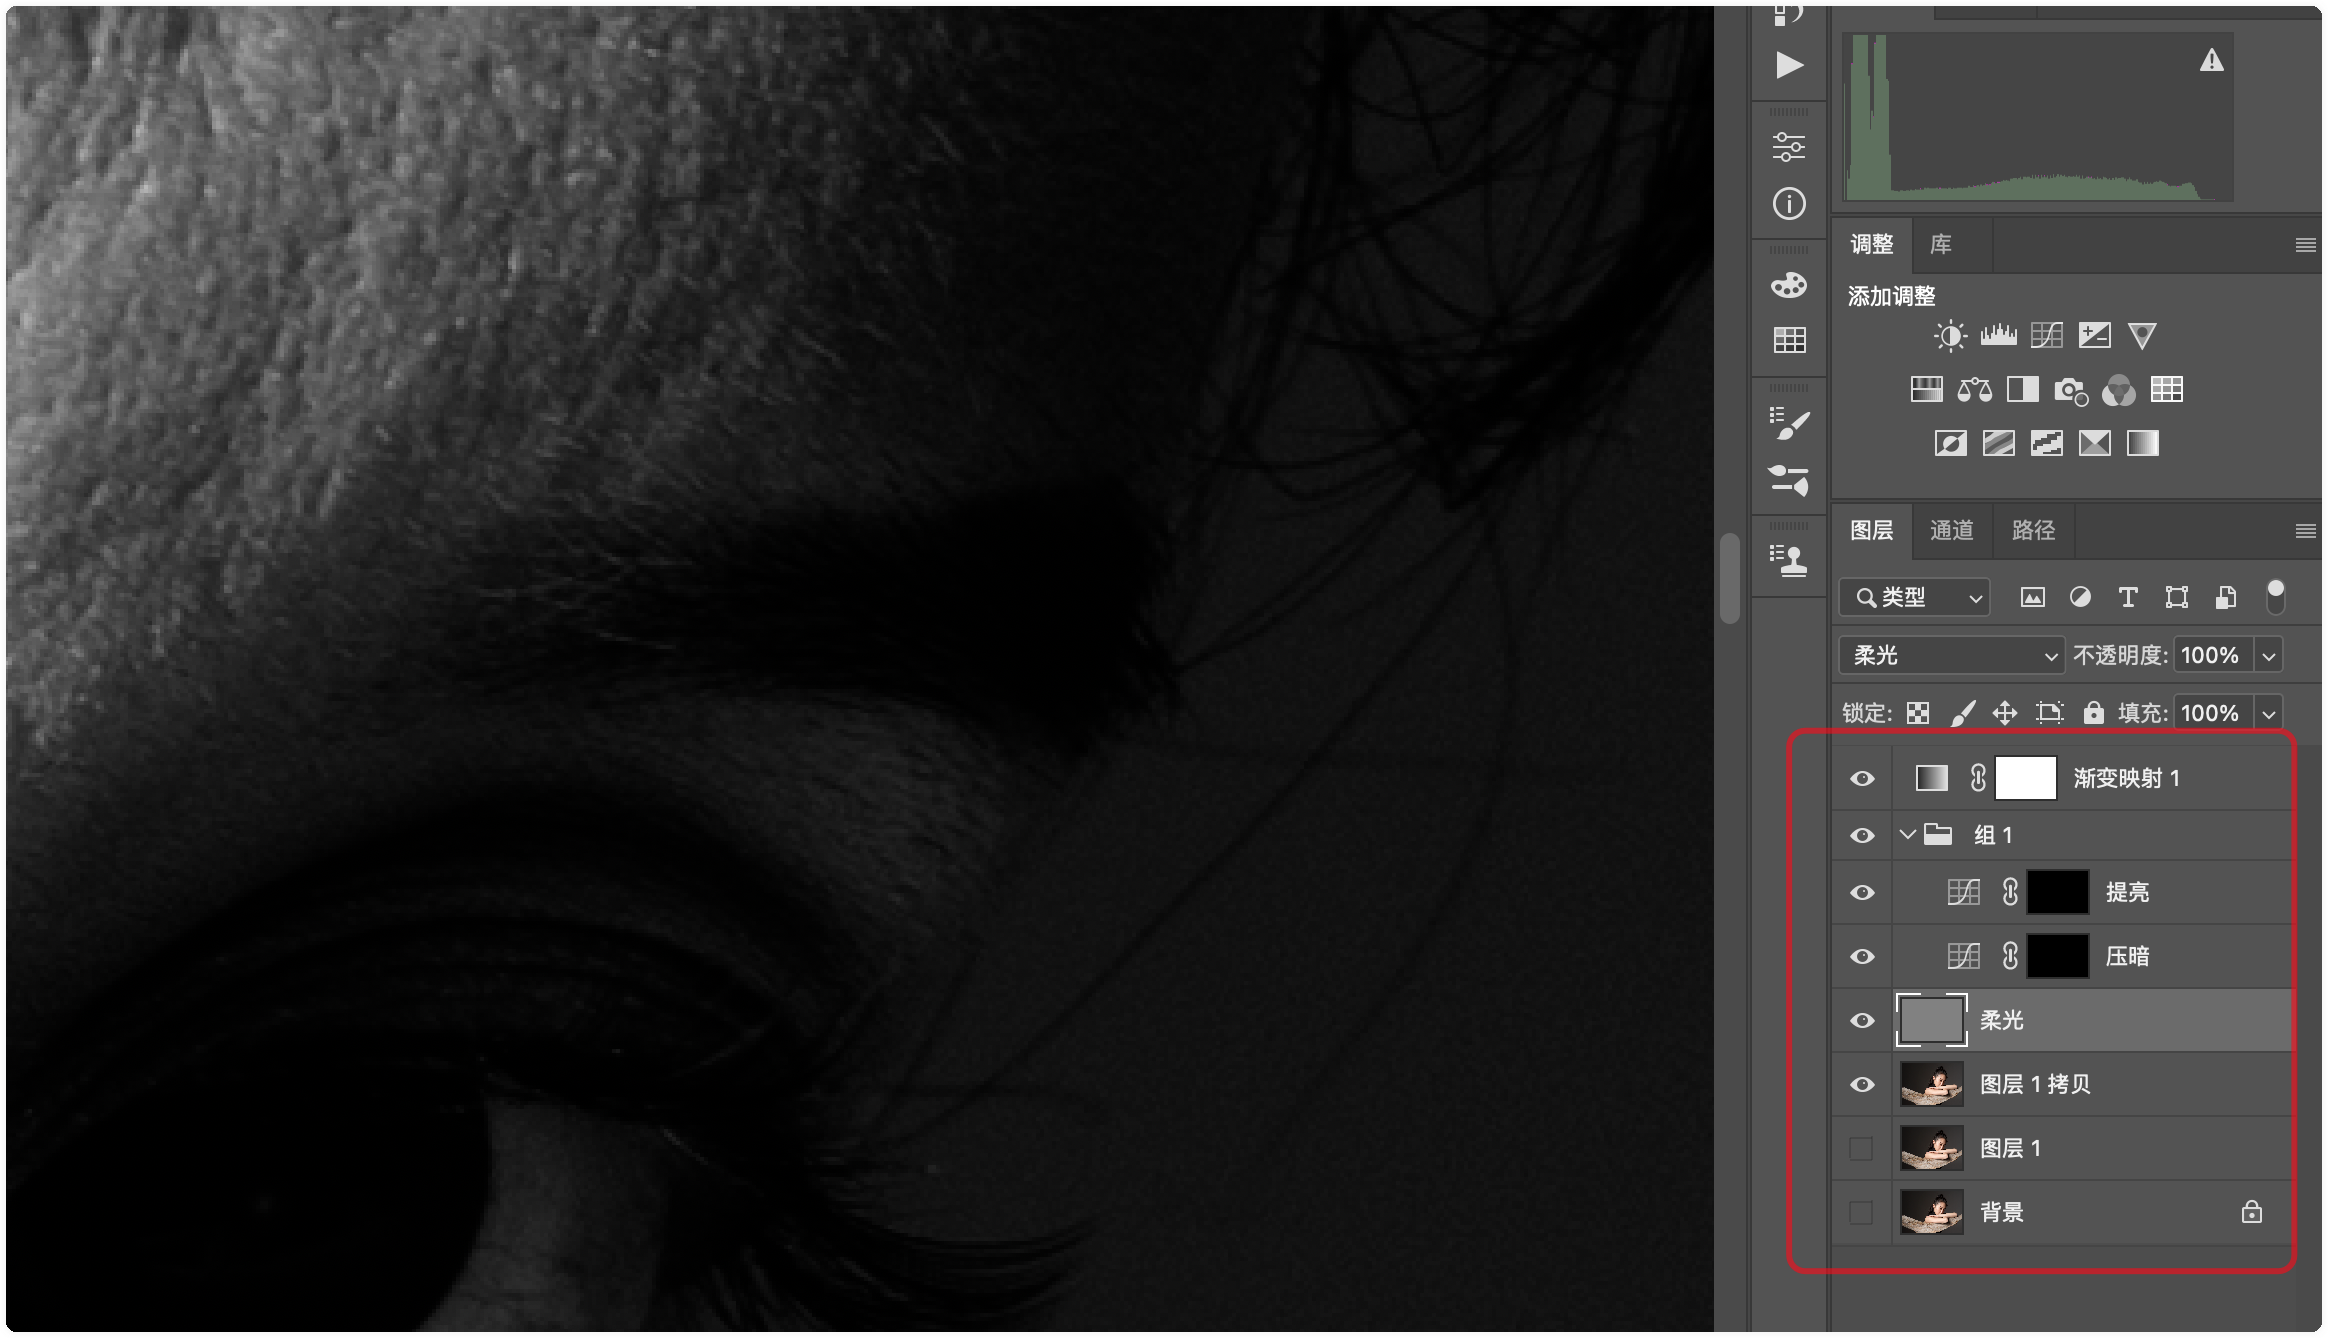 调整 库
添加调整
图层 通道 路径
类型
柔光 不透明度: 100%
锁定: 填充: 100%
渐变映射 1
组 1
提亮
压暗
柔光
图层 1 拷贝
图层 1
背景